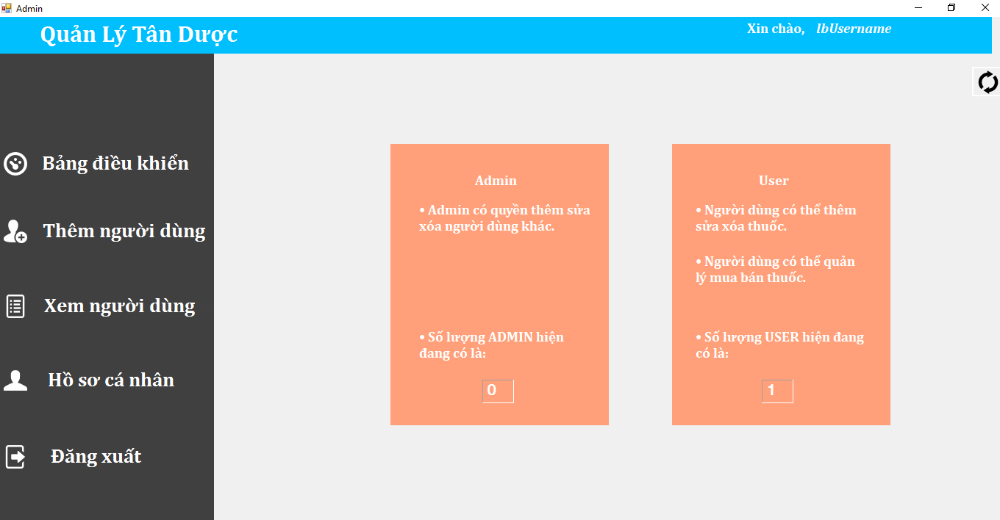 Admin
Quản Lý Tân Dược
Xin chào, lbUsername
Bảng điều khiển
Thêm người dùng
Xem người dùng
Hồ sơ cá nhân
Đăng xuất
Admin
• Admin có quyền thêm sửa
xóa người dùng khác.
• Số lượng ADMIN hiện
đang có là:
0
User
• Người dùng có thể thêm
sửa xóa thuốc.
• Người dùng có thể quản
lý mua bán thuốc.
• Số lượng USER hiện đang
có là:
1